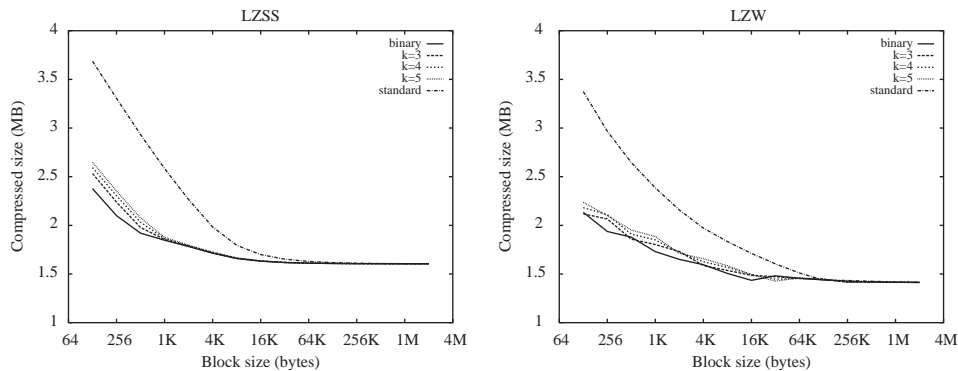 LZSS
4
3.5
3
2.5
2
1.5
1
Compressed size (MB)
64 256 1K 4K 16K 64K 256K 1M 4M
Block size (bytes)
binary
k=3
k=4
k=5
standard
LZW
4
3.5
3
2.5
2
1.5
1
Compressed size (MB)
64 256 1K 4K 16K 64K 256K 1M 4M
Block size (bytes)
binary
k=3
k=4
k=5
standard